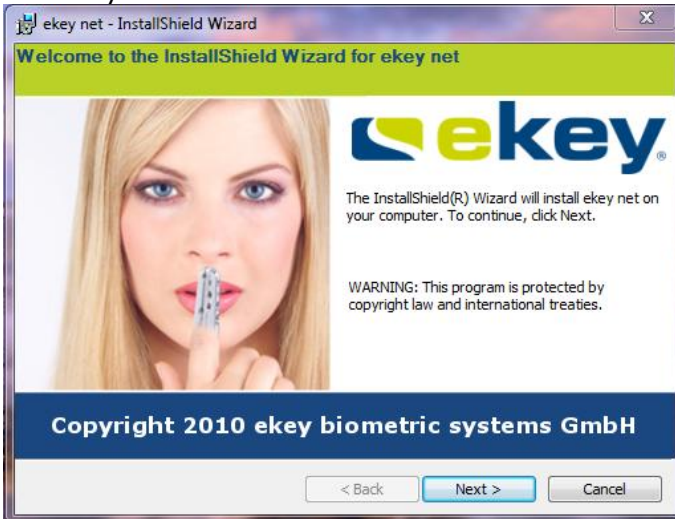 ekey net - InstallShield Wizard
Welcome to the InstallShield Wizard for ekey net
ekey®
The InstallShield(R) Wizard will install ekey net on
your computer. To continue, click Next.
WARNING: This program is protected by
copyright law and international treaties.
Copyright 2010 ekey biometric systems GmbH
< Back Next > Cancel